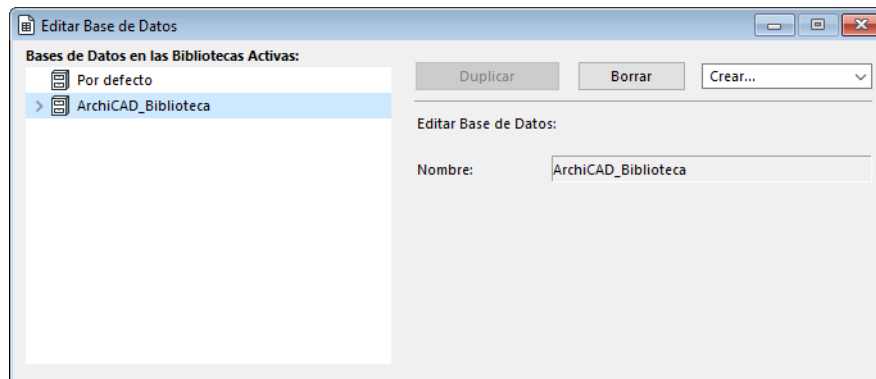 Editar Base de Datos
Bases de Datos en las Bibliotecas Activas:
Por defecto
ArchiCAD_Biblioteca
Duplicar Borrar Crear...
Editar Base de Datos:
Nombre: ArchiCAD_Biblioteca